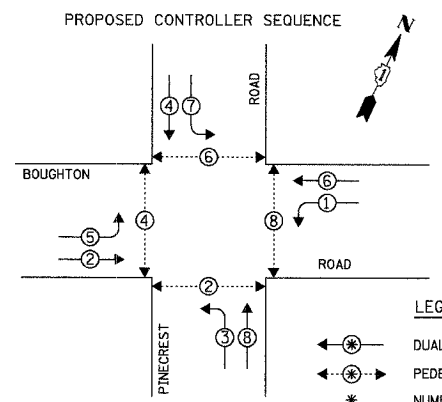 PROPOSED CONTROLLER SEQUENCE
N
ROAD
4 7
6
BOUGHTON
6
1
4
8
5
2
ROAD
2
3 8
PINECREST
LEG
* DUAL
* PEDE
* NUMB